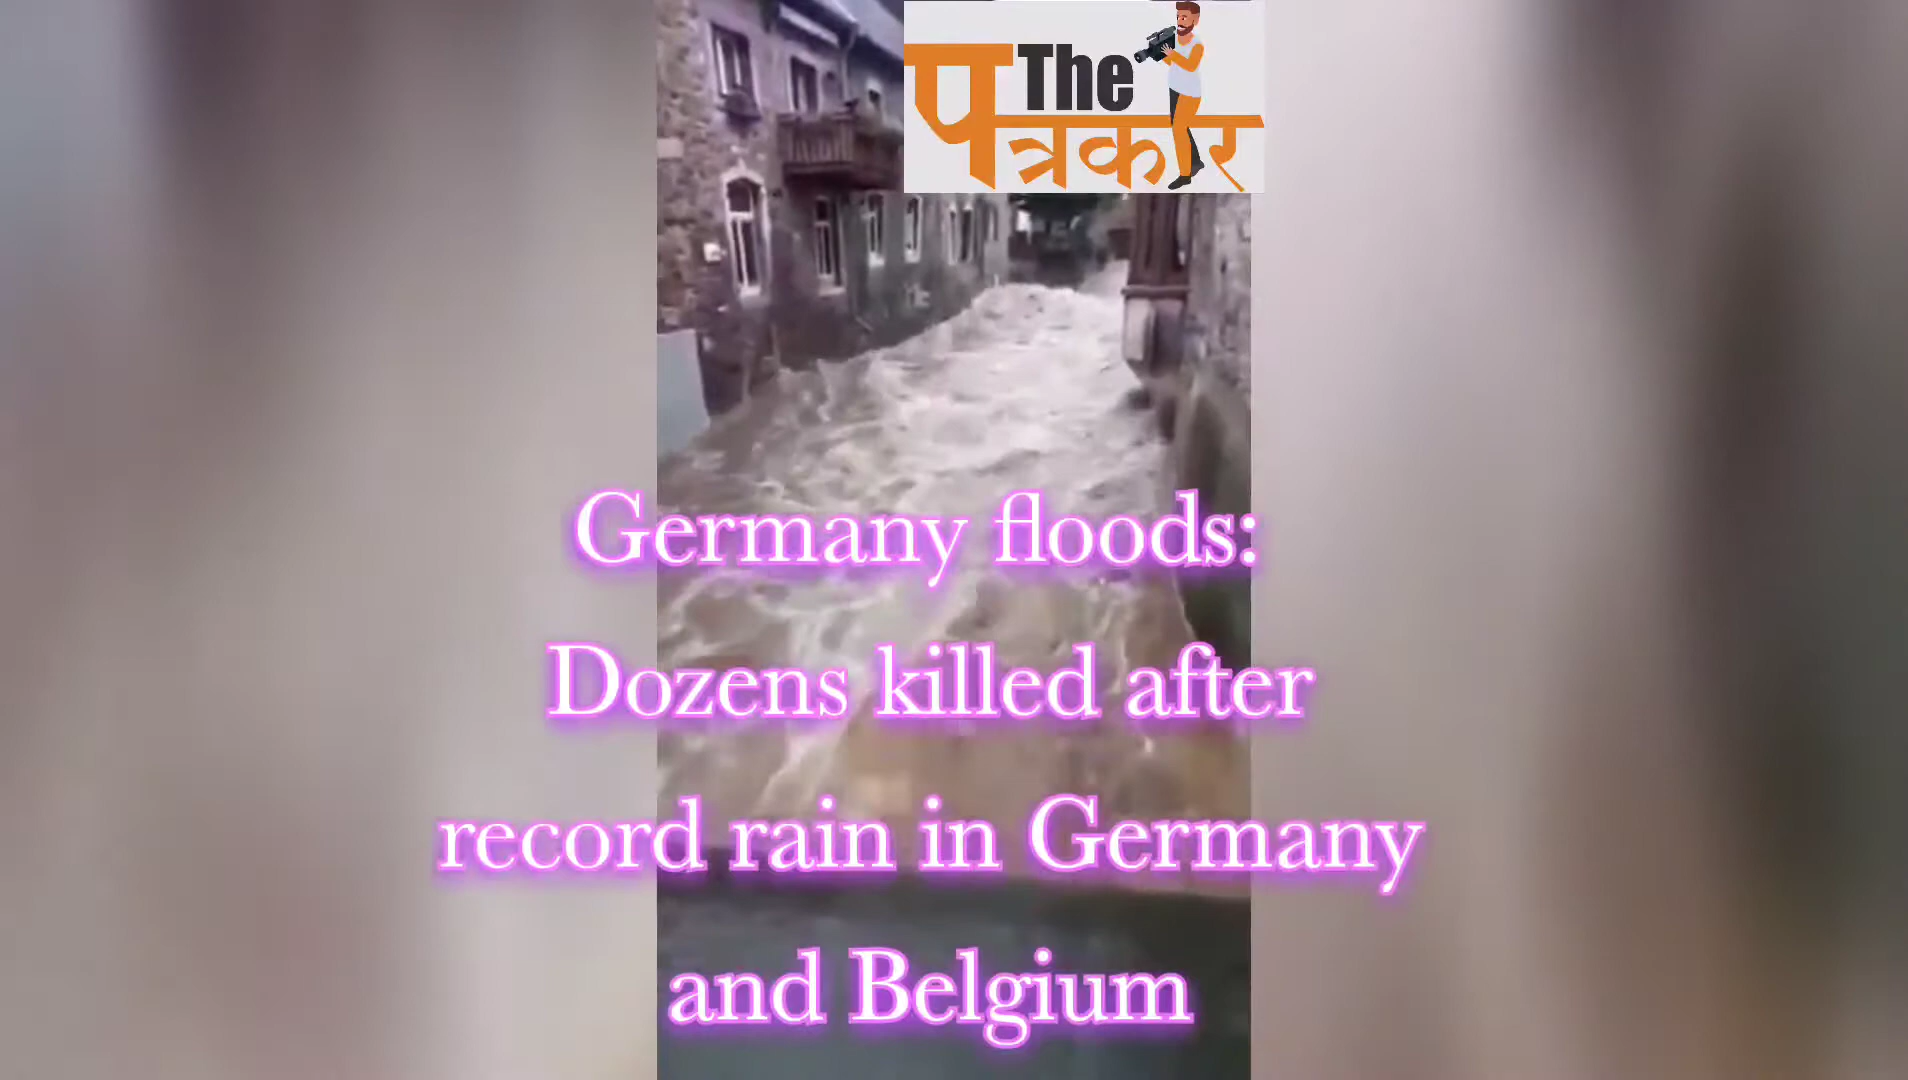 The
पत्रकार
Germany floods:
Dozens killed after
record rain in Germany
and Belgium